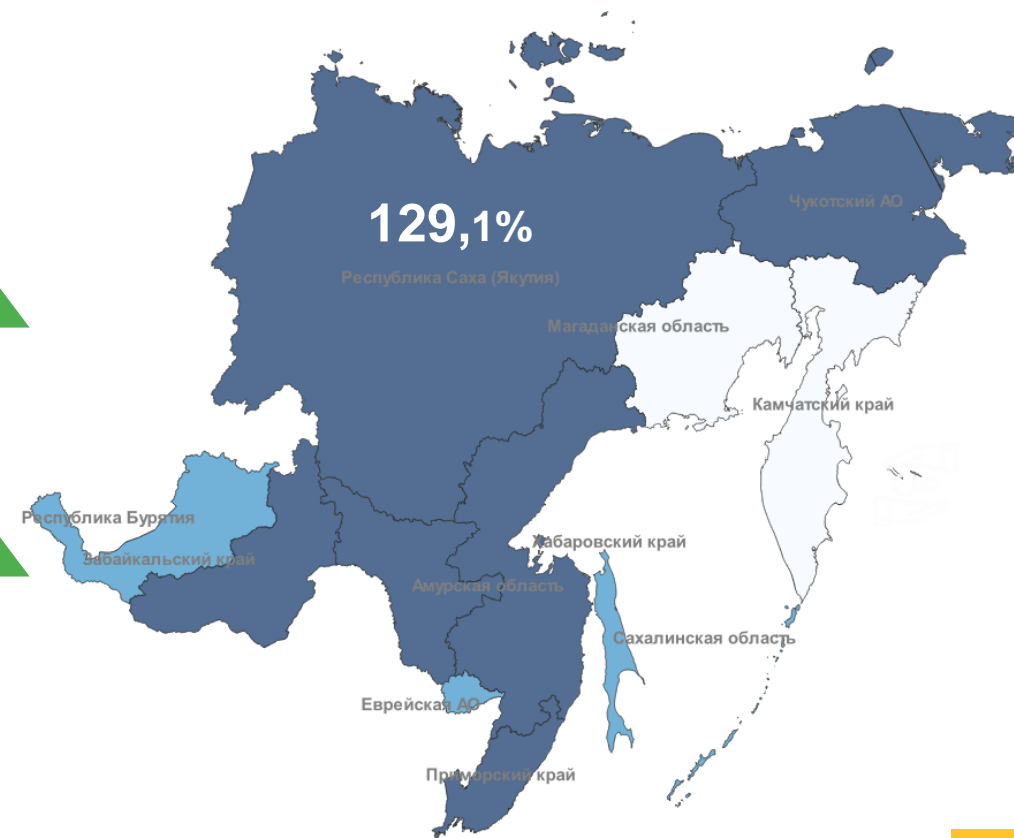 Чукотский АО
129,1%
Республика Саха (Якутия)
Магаданская область
Камчатский край
Республика Бурятия
Хабаровский край
Забайкальский край
Амурская область
Сахалинская область
Еврейская АО
Приморский край